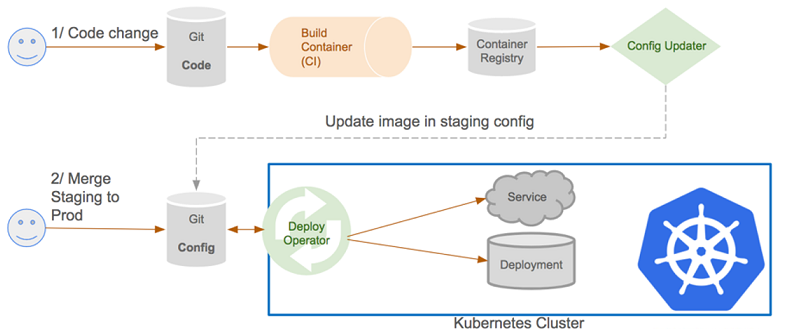 1/ Code change
Git
Code
Build
Container
(CI)
Container
Registry
Config Updater
Update image in staging config
2/ Merge
Staging to
Prod
Git
Config
Deploy
Operator
Service
Deployment
Kubernetes Cluster